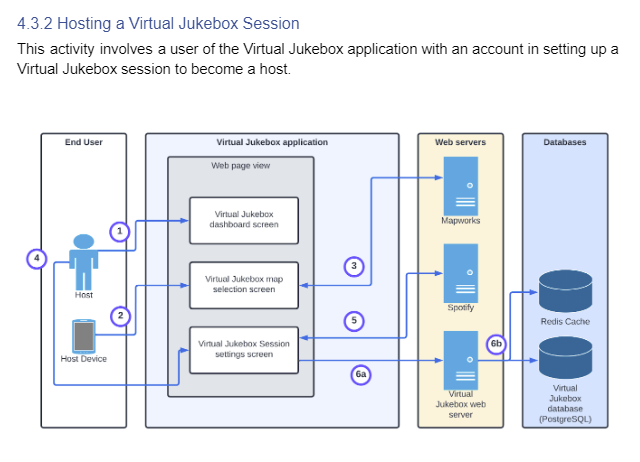 4.3.2 Hosting a Virtual Jukebox Session
This activity involves a user of the Virtual Jukebox application with an account in setting up a
Virtual Jukebox session to become a host.
End User
Virtual Jukebox application
Web servers
Databases
Web page view
Virtual Jukebox
dashboard screen
Mapworks
1
4
3
Virtual Jukebox map
selection screen
Host
Spotify
2
5
Redis Cache
Virtual Jukebox Session
settings screen
6b
Host Device
6a
Virtual
Jukebox web
server
Virtual
Jukebox
database
(PostgreSQL)